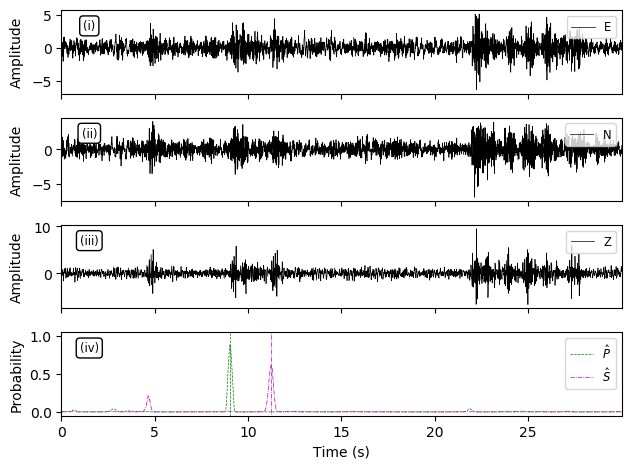 5
0
−5
Amplitude
(i)
E
0
−5
Amplitude
(ii)
N
10
0
Amplitude
(iii)
Z
1.0
0.5
0.0
Probability
(iv)
P̂
Ŝ
0 5 10 15 20 25
Time (s)